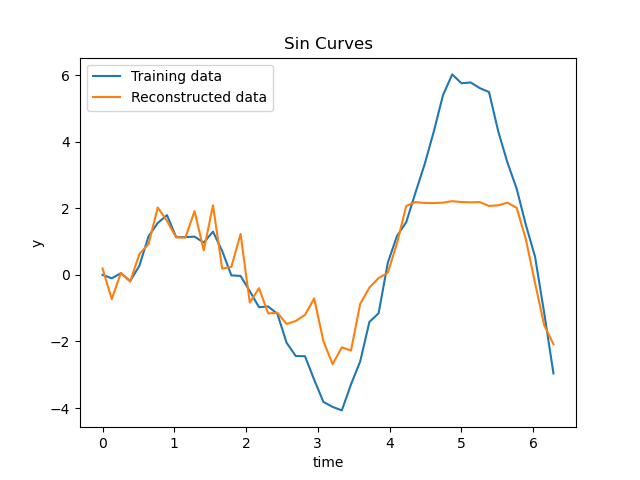 Sin Curves
Training data
Reconstructed data
6
4
2
0
−2
−4
y
0 1 2 3 4 5 6
time